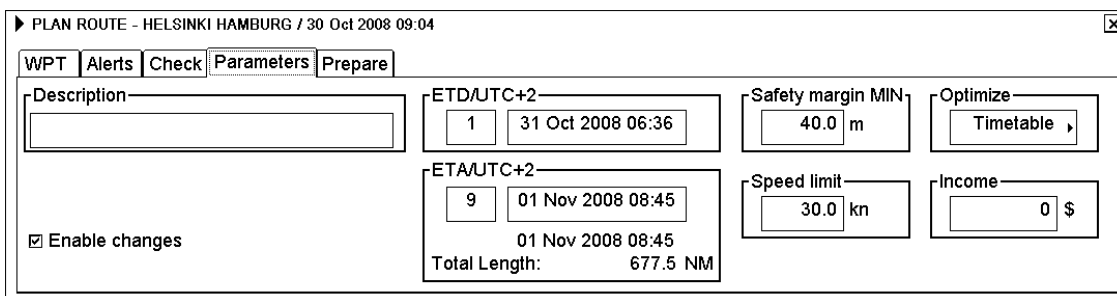 PLAN ROUTE - HELSINKI HAMBURG / 30 Oct 2008 09:04
WPT Alerts Check Parameters Prepare
Description ETD/UTC+2 Safety margin MIN Optimize
1 31 Oct 2008 06:36 40.0 m Timetable
ETA/UTC+2 Speed limit Income
9 01 Nov 2008 08:45 30.0 kn 0 $
Enable changes 01 Nov 2008 08:45
Total Length: 677.5 NM